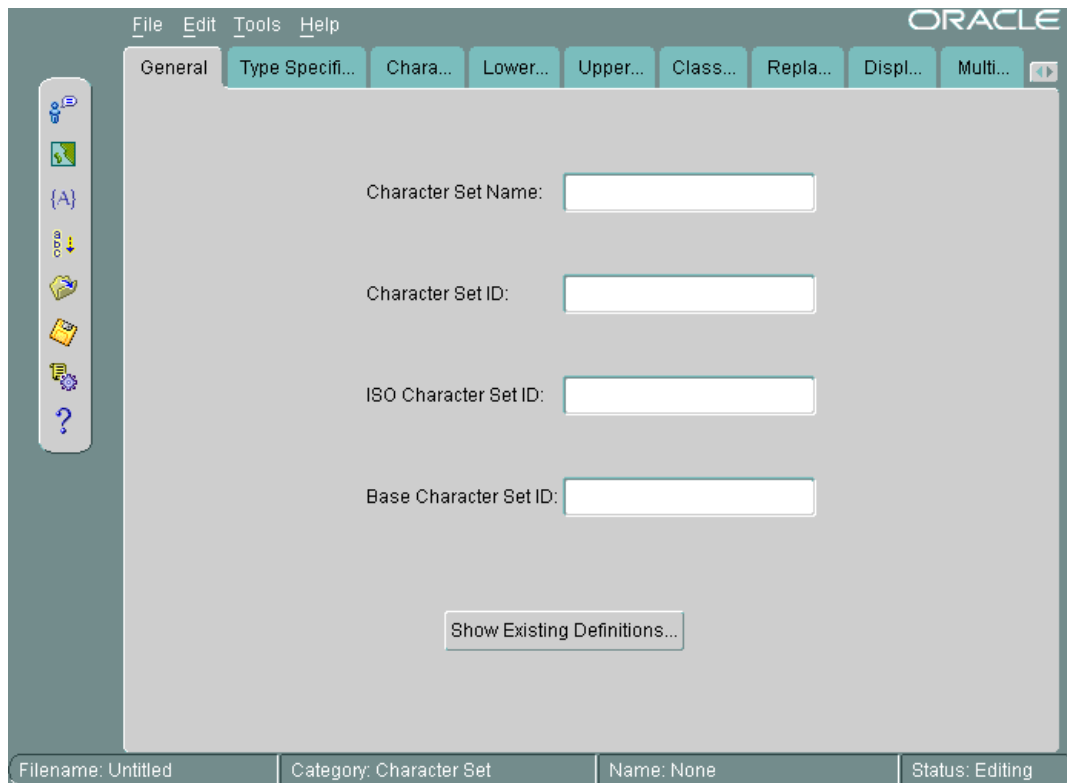 File Edit Tools Help
ORACLE
General Type Specifi... Chara... Lower... Upper... Class... Repla... Displ... Multi...
{A}
a
b
c
?
Character Set Name:
Character Set ID:
ISO Character Set ID:
Base Character Set ID:
Show Existing Definitions...
Filename: Untitled Category: Character Set Name: None Status: Editing